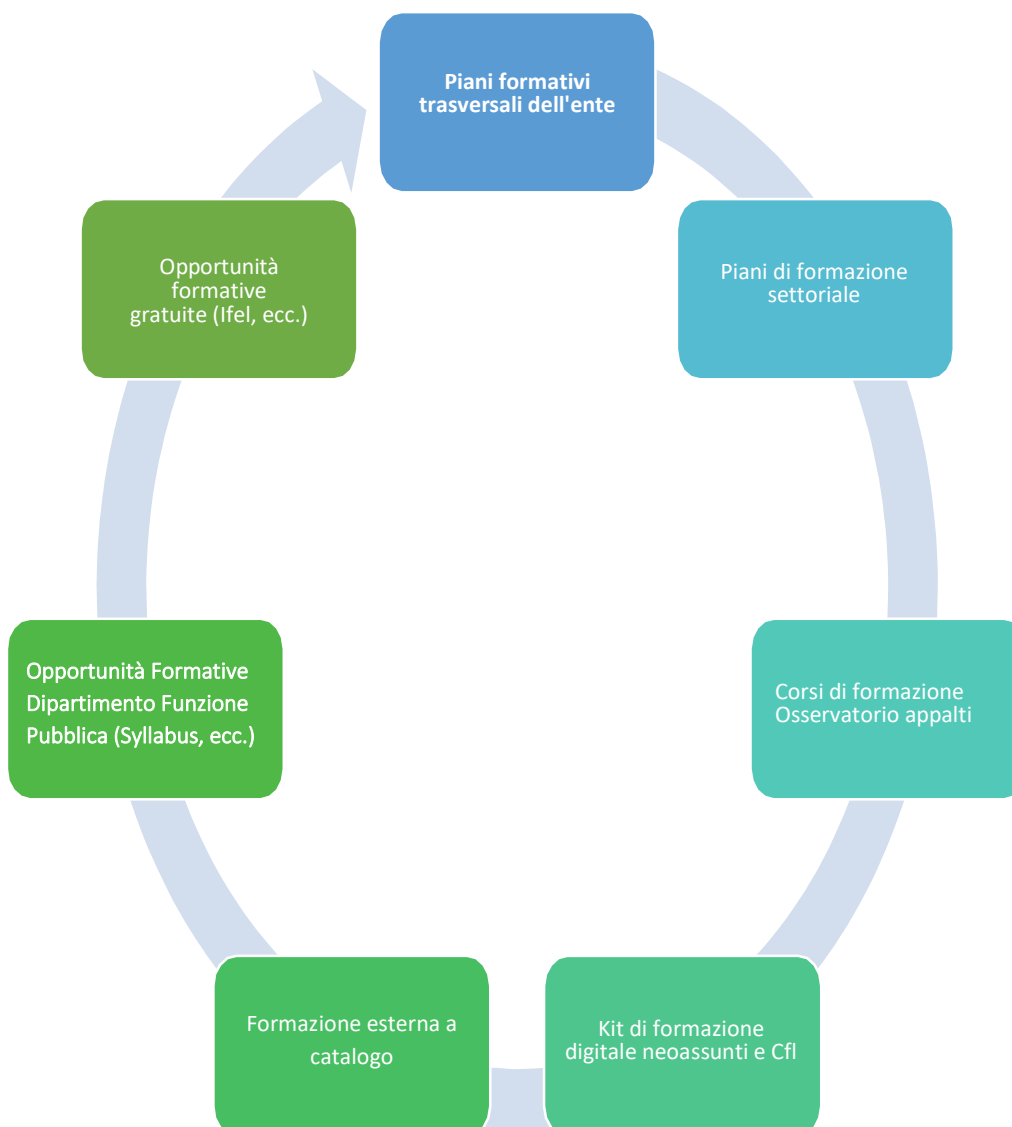 Piani formativi
trasversali dell'ente
Piani di formazione
settoriale
Corsi di formazione
Osservatorio appalti
Kit di formazione
digitale neoassunti e Cfl
Formazione esterna a
catalogo
Opportunità Formative
Dipartimento Funzione
Pubblica (Syllabus, ecc.)
Opportunità
formative
gratuite (Ifel, ecc.)